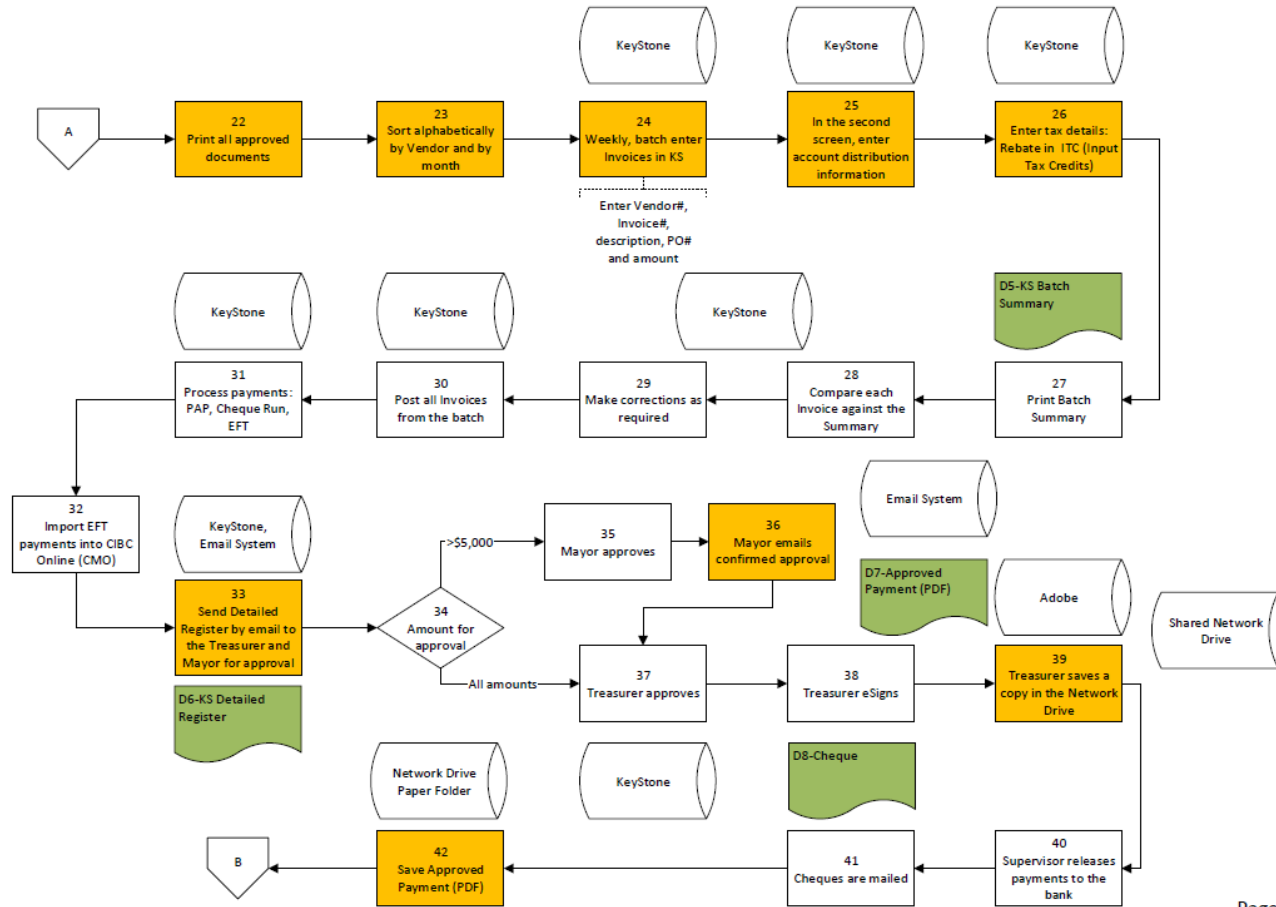 KeyStone
KeyStone
KeyStone
A
22
Print all approved
documents
23
Sort alphabetically
by Vendor and by
month
24
Weekly, batch enter
Invoices in KS
25
In the second
screen, enter
account distribution
information
26
Enter tax details:
Rebate in ITC (Input
Tax Credits)
Enter Vendor#,
Invoice#,
description, PO#
and amount
KeyStone
KeyStone
KeyStone
D5-KS Batch
Summary
31
Process payments:
PAP, Cheque Run,
EFT
30
Post all Invoices
from the batch
29
Make corrections as
required
28
Compare each
Invoice against the
Summary
27
Print Batch
Summary
32
Import EFT
payments into CIBC
Online (CMO)
KeyStone,
Email System
33
Send Detailed
Register by email to
the Treasurer and
Mayor for approval
D6-KS Detailed
Register
34
Amount for
approval
>$5,000
All amounts
35
Mayor approves
36
Mayor emails
confirmed approval
Email System
D7-Approved
Payment (PDF)
Adobe
Shared Network
Drive
37
Treasurer approves
38
Treasurer eSigns
39
Treasurer saves a
copy in the Network
Drive
Network Drive
Paper Folder
KeyStone
D8-Cheque
B
42
Save Approved
Payment (PDF)
41
Cheques are mailed
40
Supervisor releases
payments to the
bank